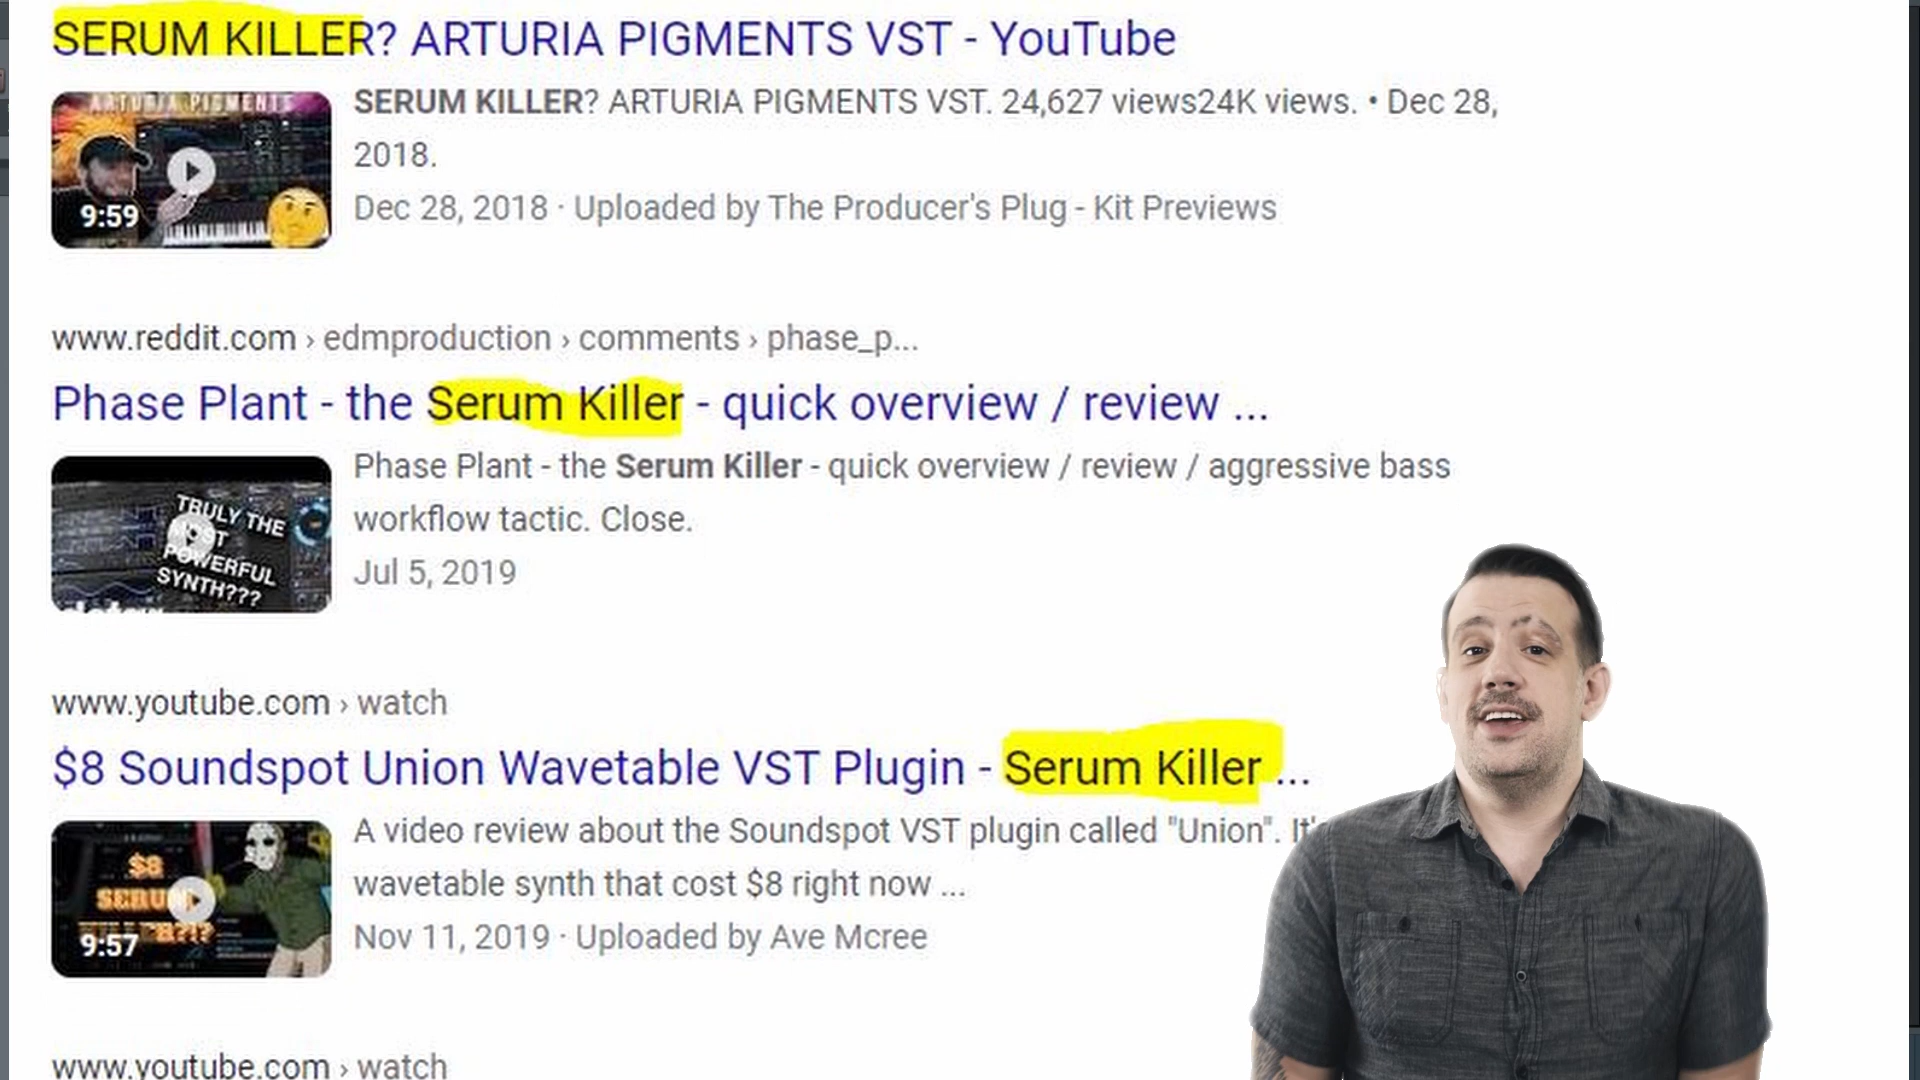 SERUM KILLER? ARTURIA PIGMENTS VST - YouTube
ARTURIA PIGMENTS
9:59
SERUM KILLER? ARTURIA PIGMENTS VST. 24,627 views24K views. • Dec 28,
2018.
Dec 28, 2018 · Uploaded by The Producer's Plug - Kit Previews
www.reddit.com › edmproduction › comments › phase_p...
Phase Plant - the Serum Killer - quick overview / review ...
TRULY THE
MOST
POWERFUL
SYNTH???
Phase Plant - the Serum Killer - quick overview / review / aggressive bass
workflow tactic. Close.
Jul 5, 2019
www.youtube.com › watch
$8 Soundspot Union Wavetable VST Plugin - Serum Killer ...
$8
SERUM
9:57
A video review about the Soundspot VST plugin called "Union". It's
wavetable synth that cost $8 right now ...
Nov 11, 2019 · Uploaded by Ave Mcree
www.youtube.com › watch